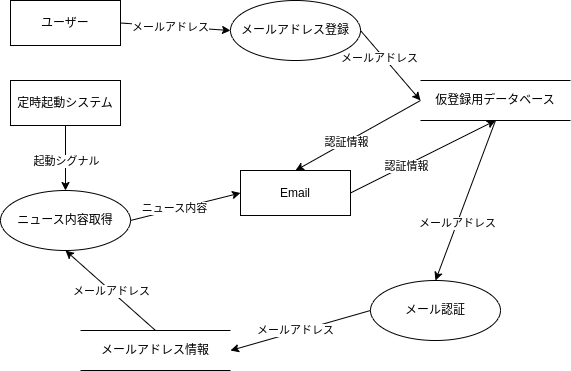 ユーザー
メールアドレス
メールアドレス登録
メールアドレス
定時起動システム
仮登録用データベース
起動シグナル
認証情報
認証情報
Email
ニュース内容
ニュース内容取得
メールアドレス
メールアドレス
メール認証
メールアドレス
メールアドレス情報